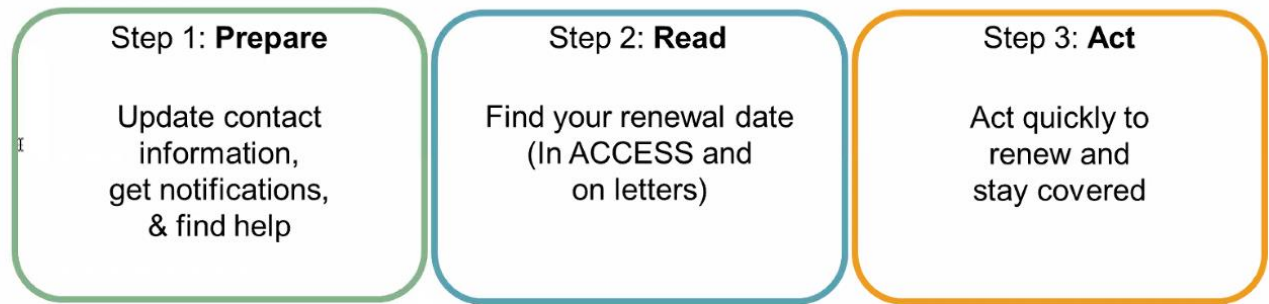 Step 1: Prepare
Update contact
information,
get notifications,
& find help
Step 2: Read
Find your renewal date
(In ACCESS and
on letters)
Step 3: Act
Act quickly to
renew and
stay covered